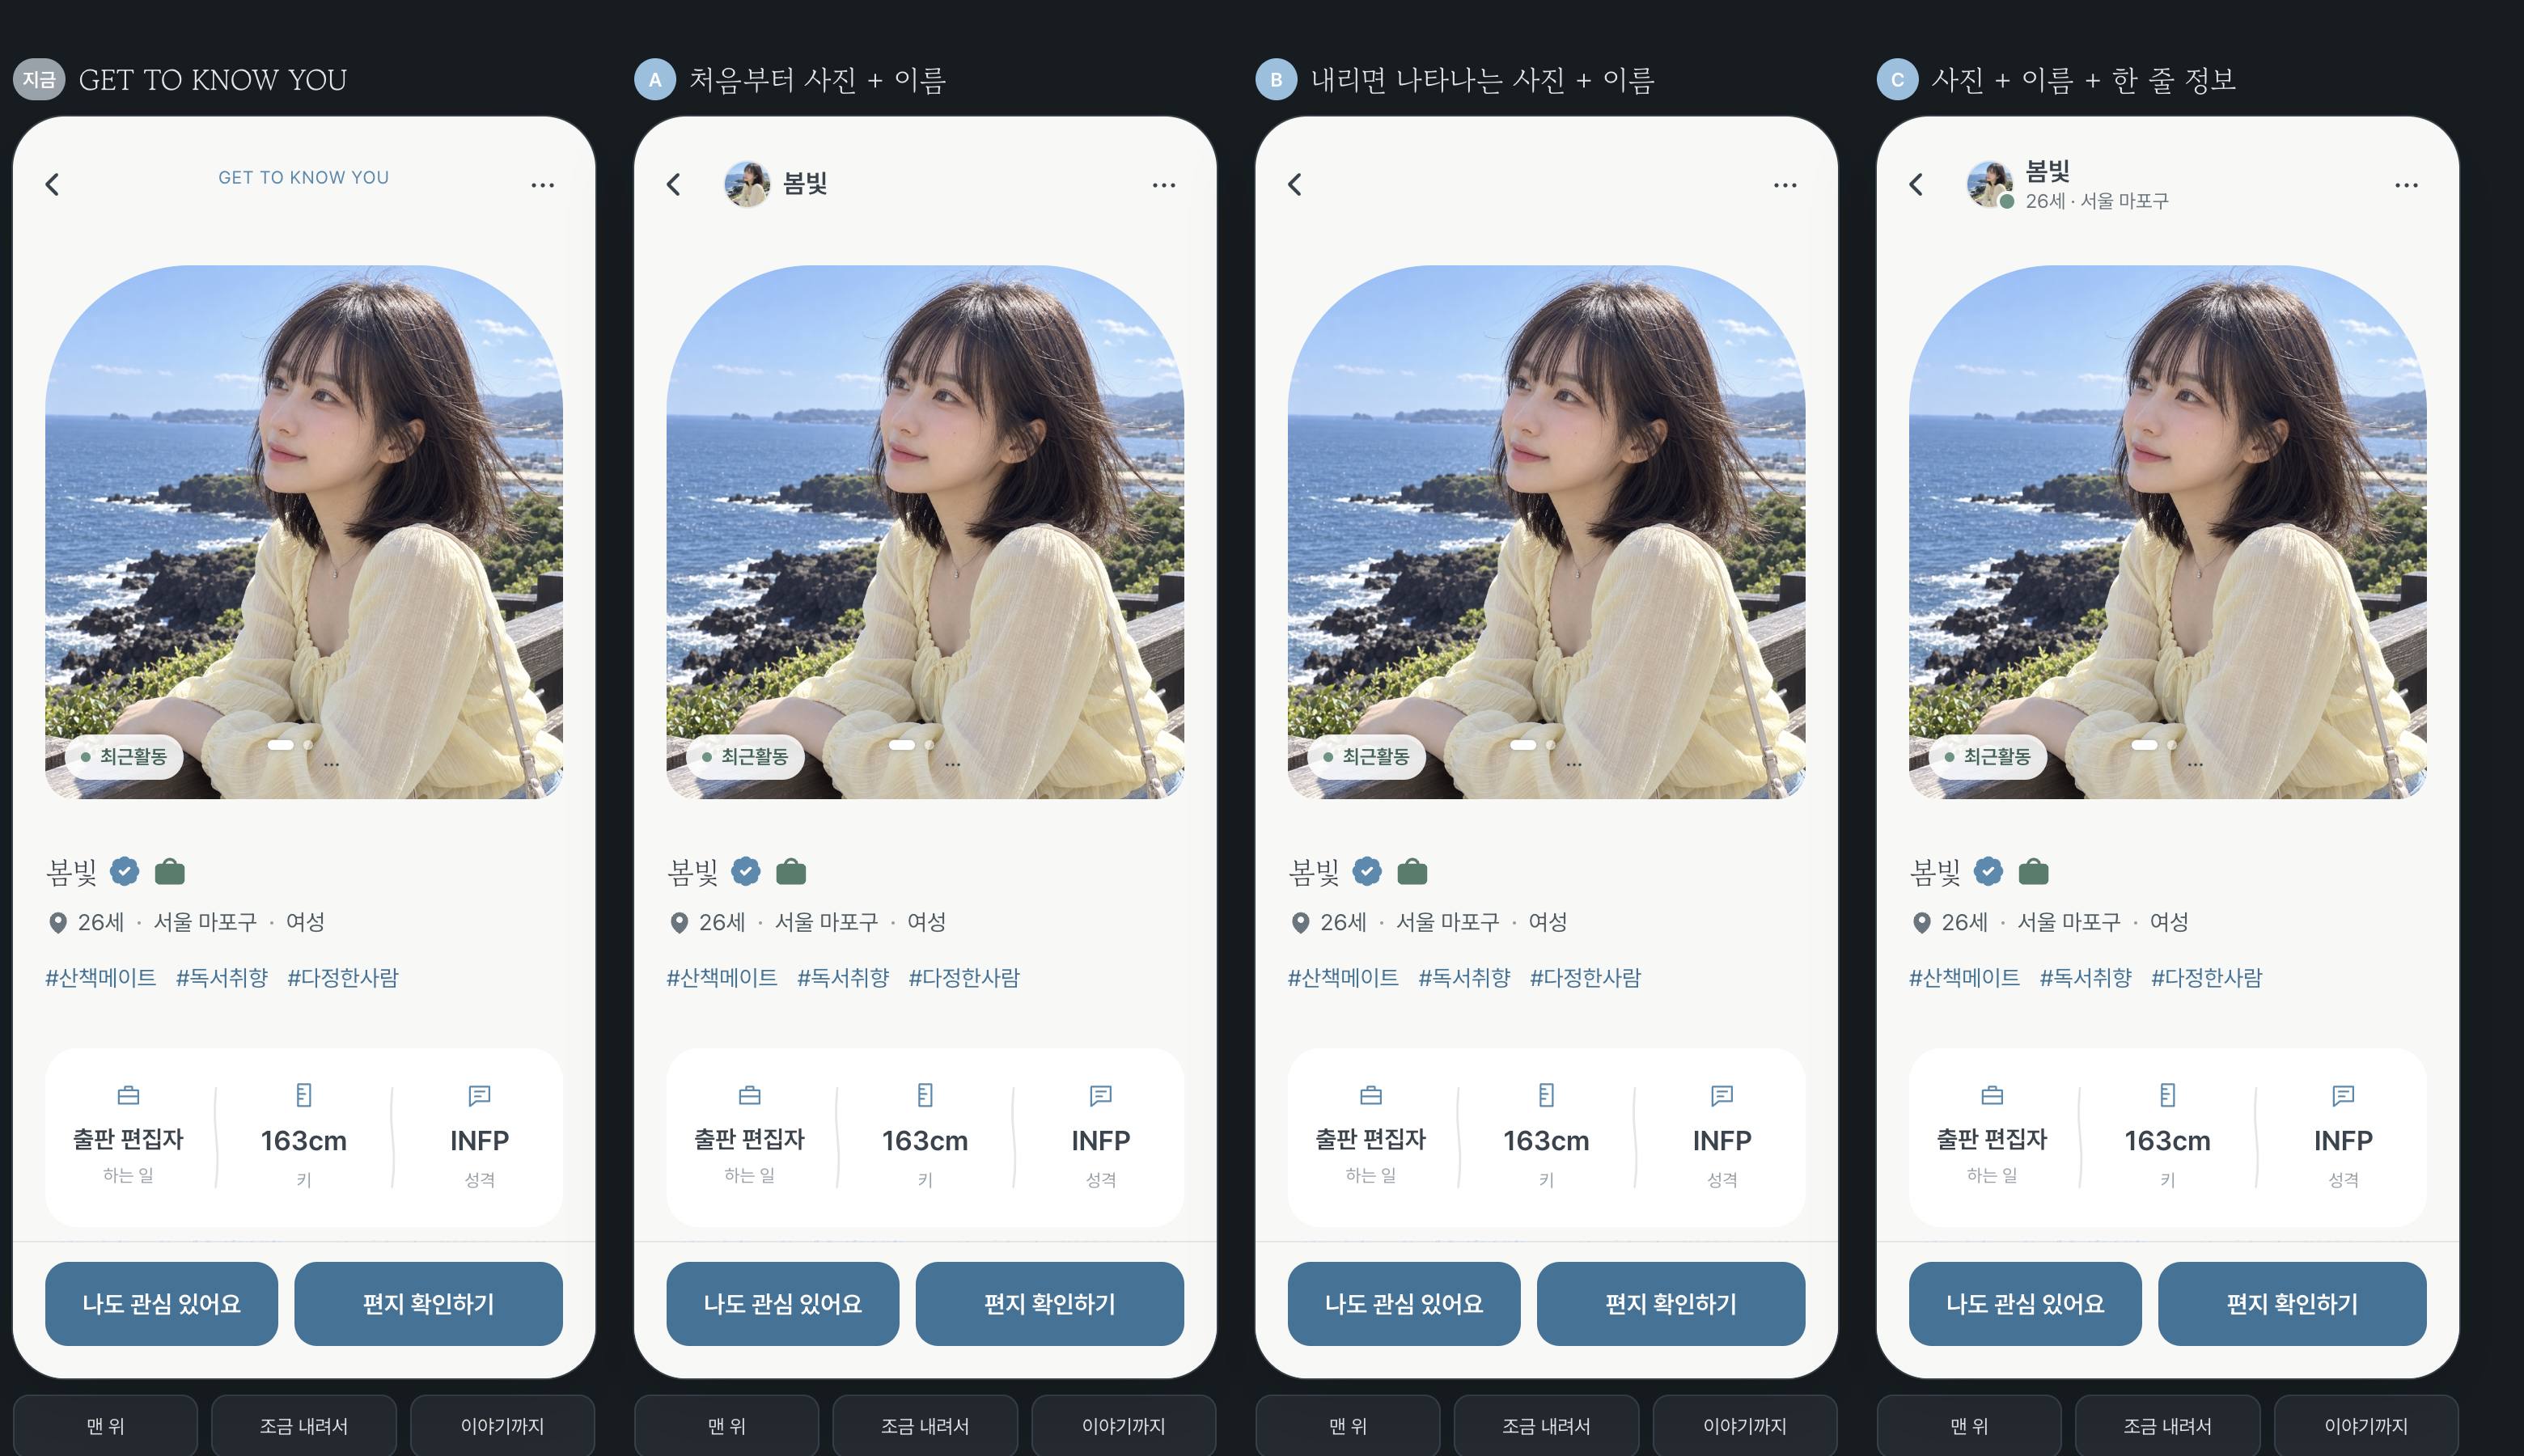 지금 GET TO KNOW YOU
GET TO KNOW YOU
...
최근활동
...
봄빛
26세 · 서울 마포구 · 여성
#산책메이트 #독서취향 #다정한사람
출판 편집자 163cm INFP
하는 일 키 성격
나도 관심 있어요 편지 확인하기
맨 위 조금 내려서 이야기까지
A 처음부터 사진 + 이름
봄빛
...
최근활동
...
봄빛
26세 · 서울 마포구 · 여성
#산책메이트 #독서취향 #다정한사람
출판 편집자 163cm INFP
하는 일 키 성격
나도 관심 있어요 편지 확인하기
맨 위 조금 내려서 이야기까지
B 내리면 나타나는 사진 + 이름
...
최근활동
...
봄빛
26세 · 서울 마포구 · 여성
#산책메이트 #독서취향 #다정한사람
출판 편집자 163cm INFP
하는 일 키 성격
나도 관심 있어요 편지 확인하기
맨 위 조금 내려서 이야기까지
C 사진 + 이름 + 한 줄 정보
봄빛
26세 · 서울 마포구
...
최근활동
...
봄빛
26세 · 서울 마포구 · 여성
#산책메이트 #독서취향 #다정한사람
출판 편집자 163cm INFP
하는 일 키 성격
나도 관심 있어요 편지 확인하기
맨 위 조금 내려서 이야기까지